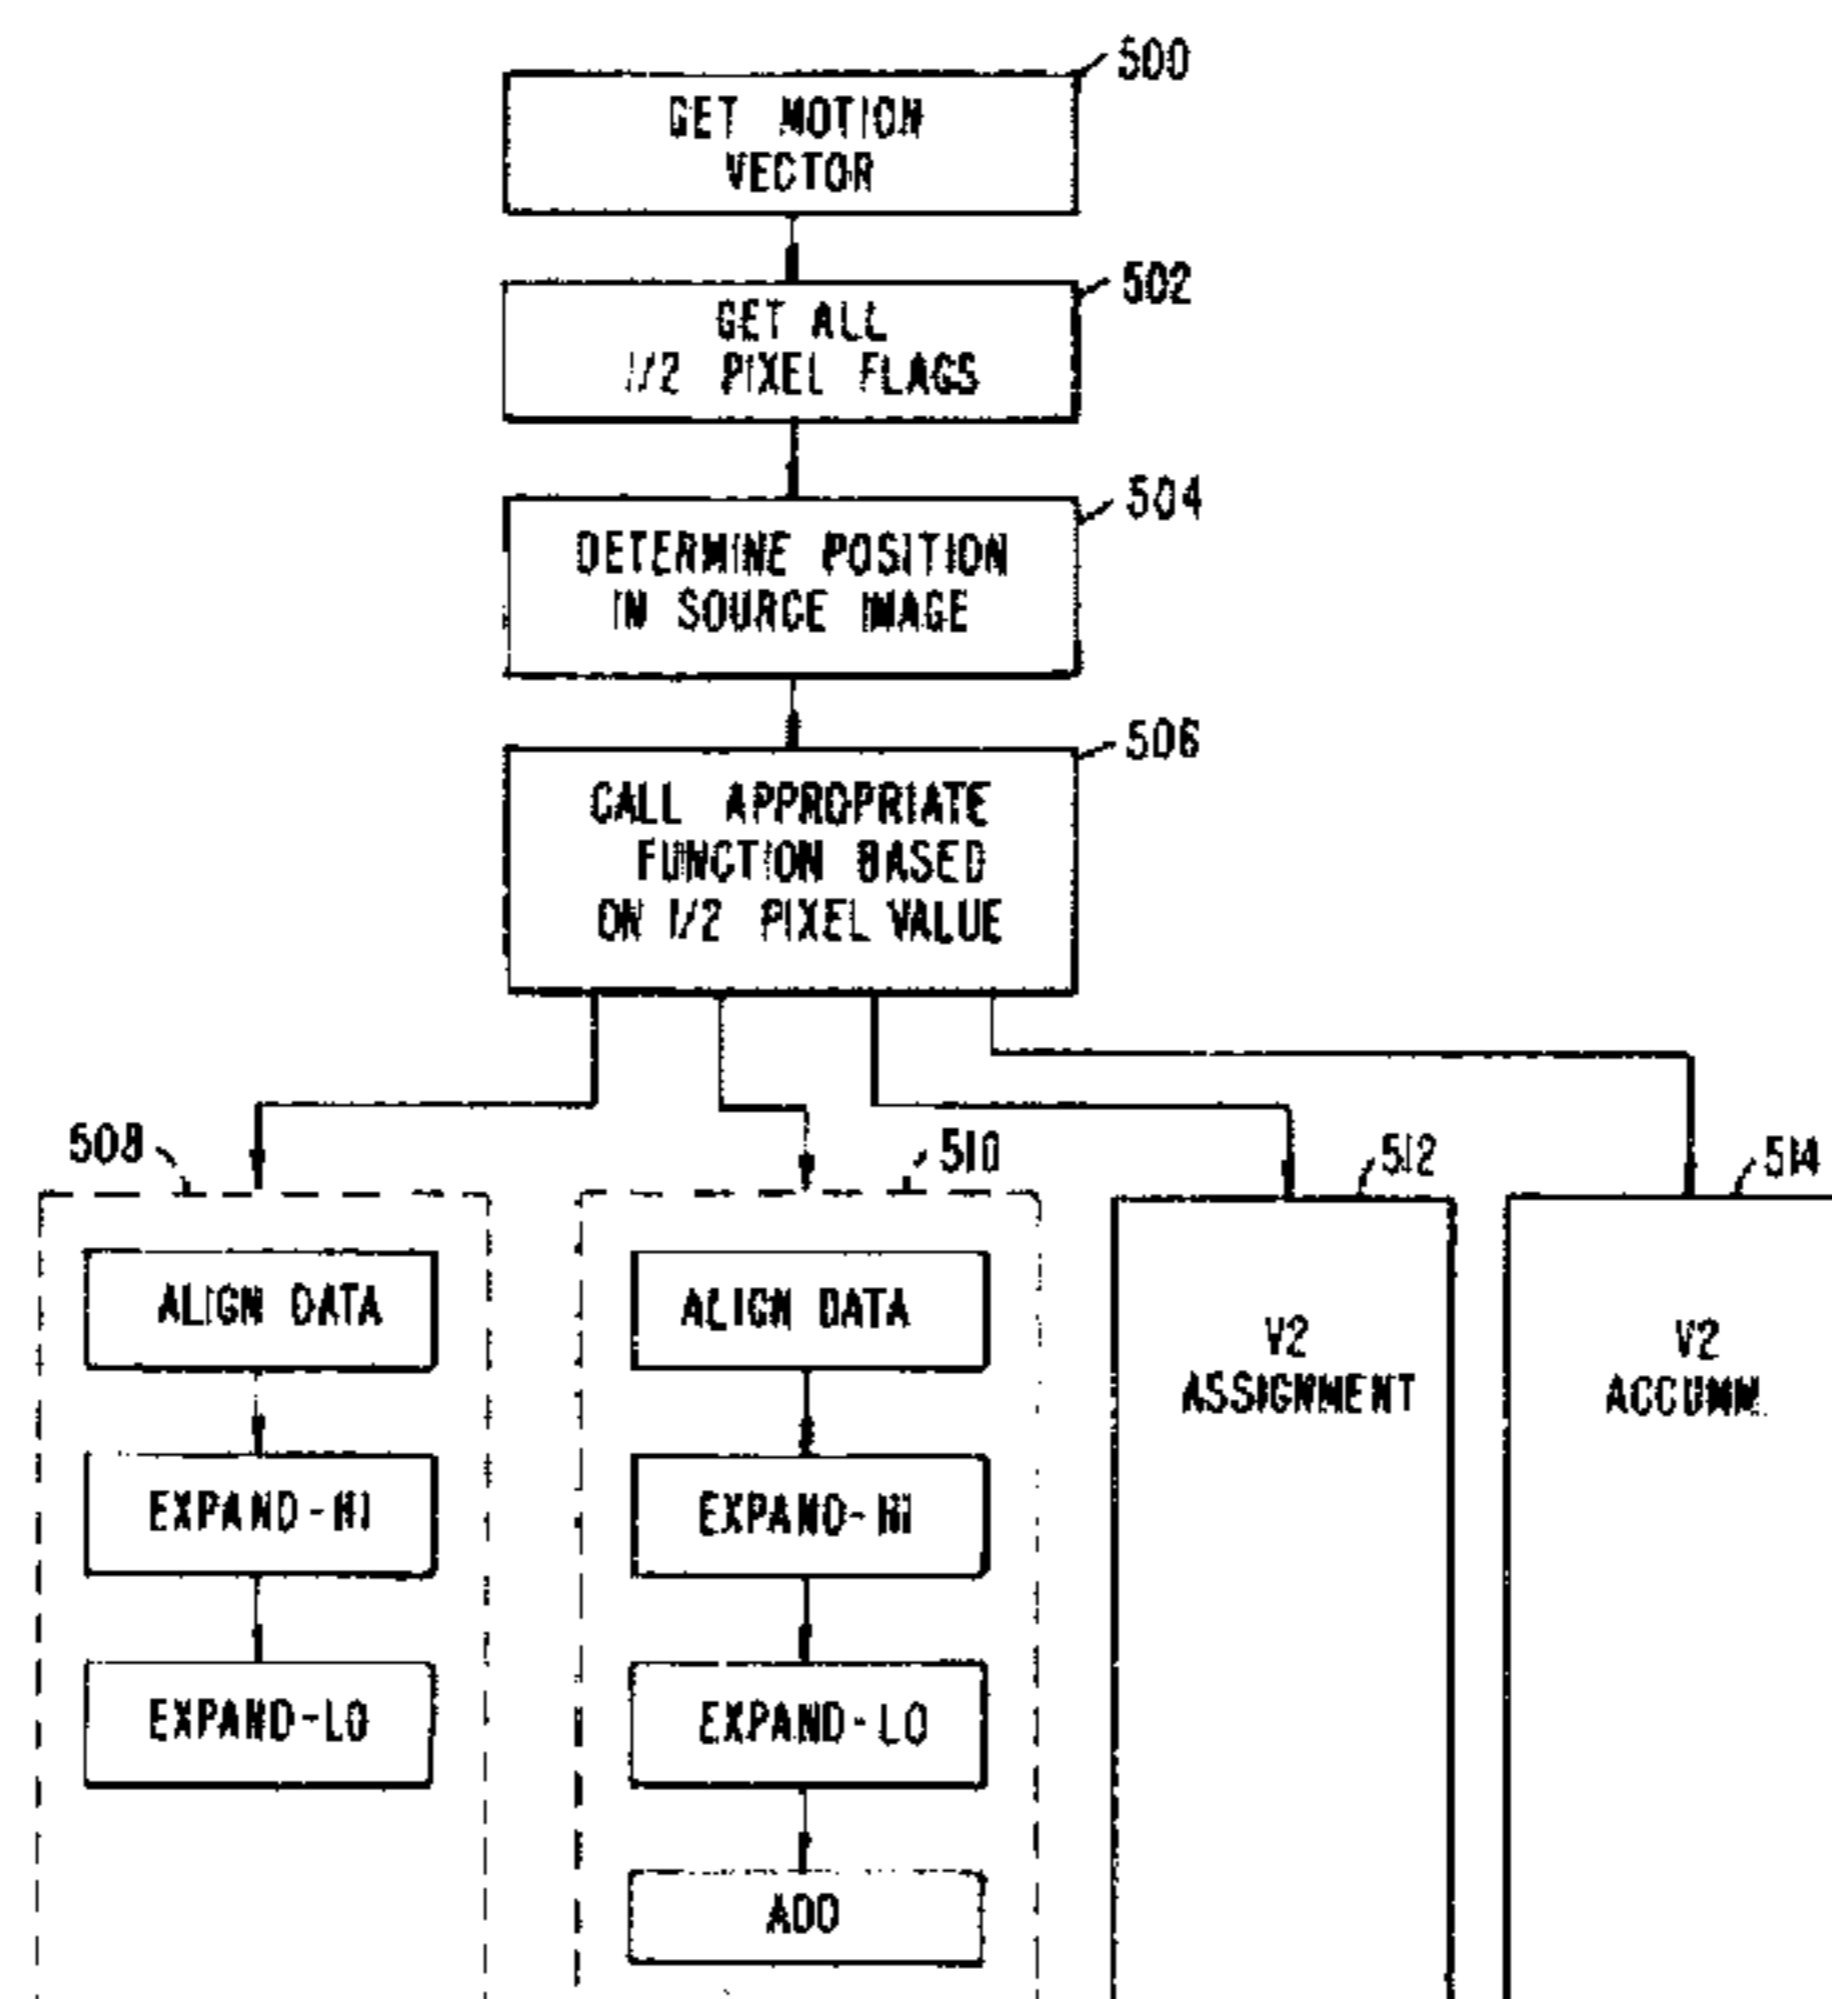 500
GET MOTION
VECTOR
502
GET ALL
1/2 PIXEL FLAGS
504
DETERMINE POSITION
IN SOURCE IMAGE
506
CALL APPROPRIATE
FUNCTION BASED
ON 1/2 PIXEL VALUE
508
510
512
514
ALIGN DATA
EXPAND-HI
EXPAND-LO
ALIGN DATA
EXPAND-HI
EXPAND-LO
ADD
V2
ASSIGNMENT
V2
ACCUMM.